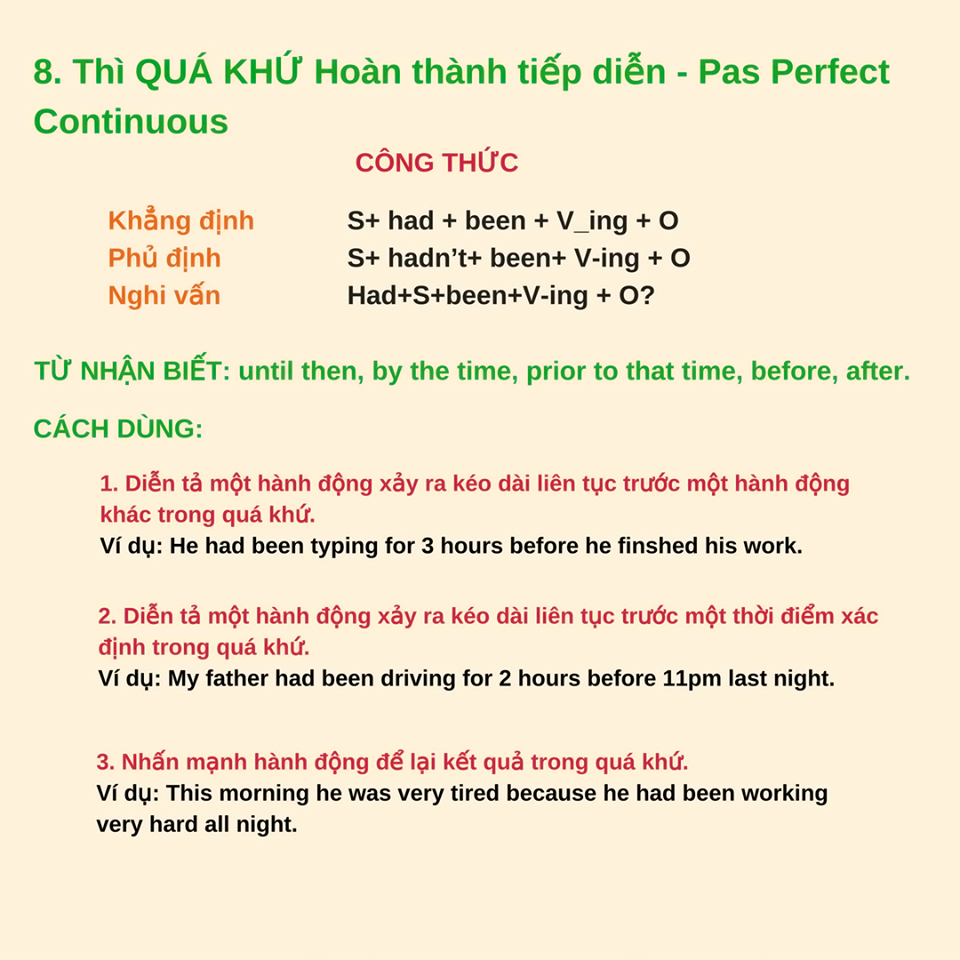 8. Thì QUÁ KHỨ Hoàn thành tiếp diễn - Pas Perfect
Continuous
CÔNG THỨC
Khẳng định S+ had + been + V_ing + O
Phủ định S+ hadn’t+ been+ V-ing + O
Nghi vấn Had+S+been+V-ing + O?
TỪ NHẬN BIẾT: until then, by the time, prior to that time, before, after.
CÁCH DÙNG:
1. Diễn tả một hành động xảy ra kéo dài liên tục trước một hành động
khác trong quá khứ.
Ví dụ: He had been typing for 3 hours before he finshed his work.
2. Diễn tả một hành động xảy ra kéo dài liên tục trước một thời điểm xác
định trong quá khứ.
Ví dụ: My father had been driving for 2 hours before 11pm last night.
3. Nhấn mạnh hành động để lại kết quả trong quá khứ.
Ví dụ: This morning he was very tired because he had been working
very hard all night.